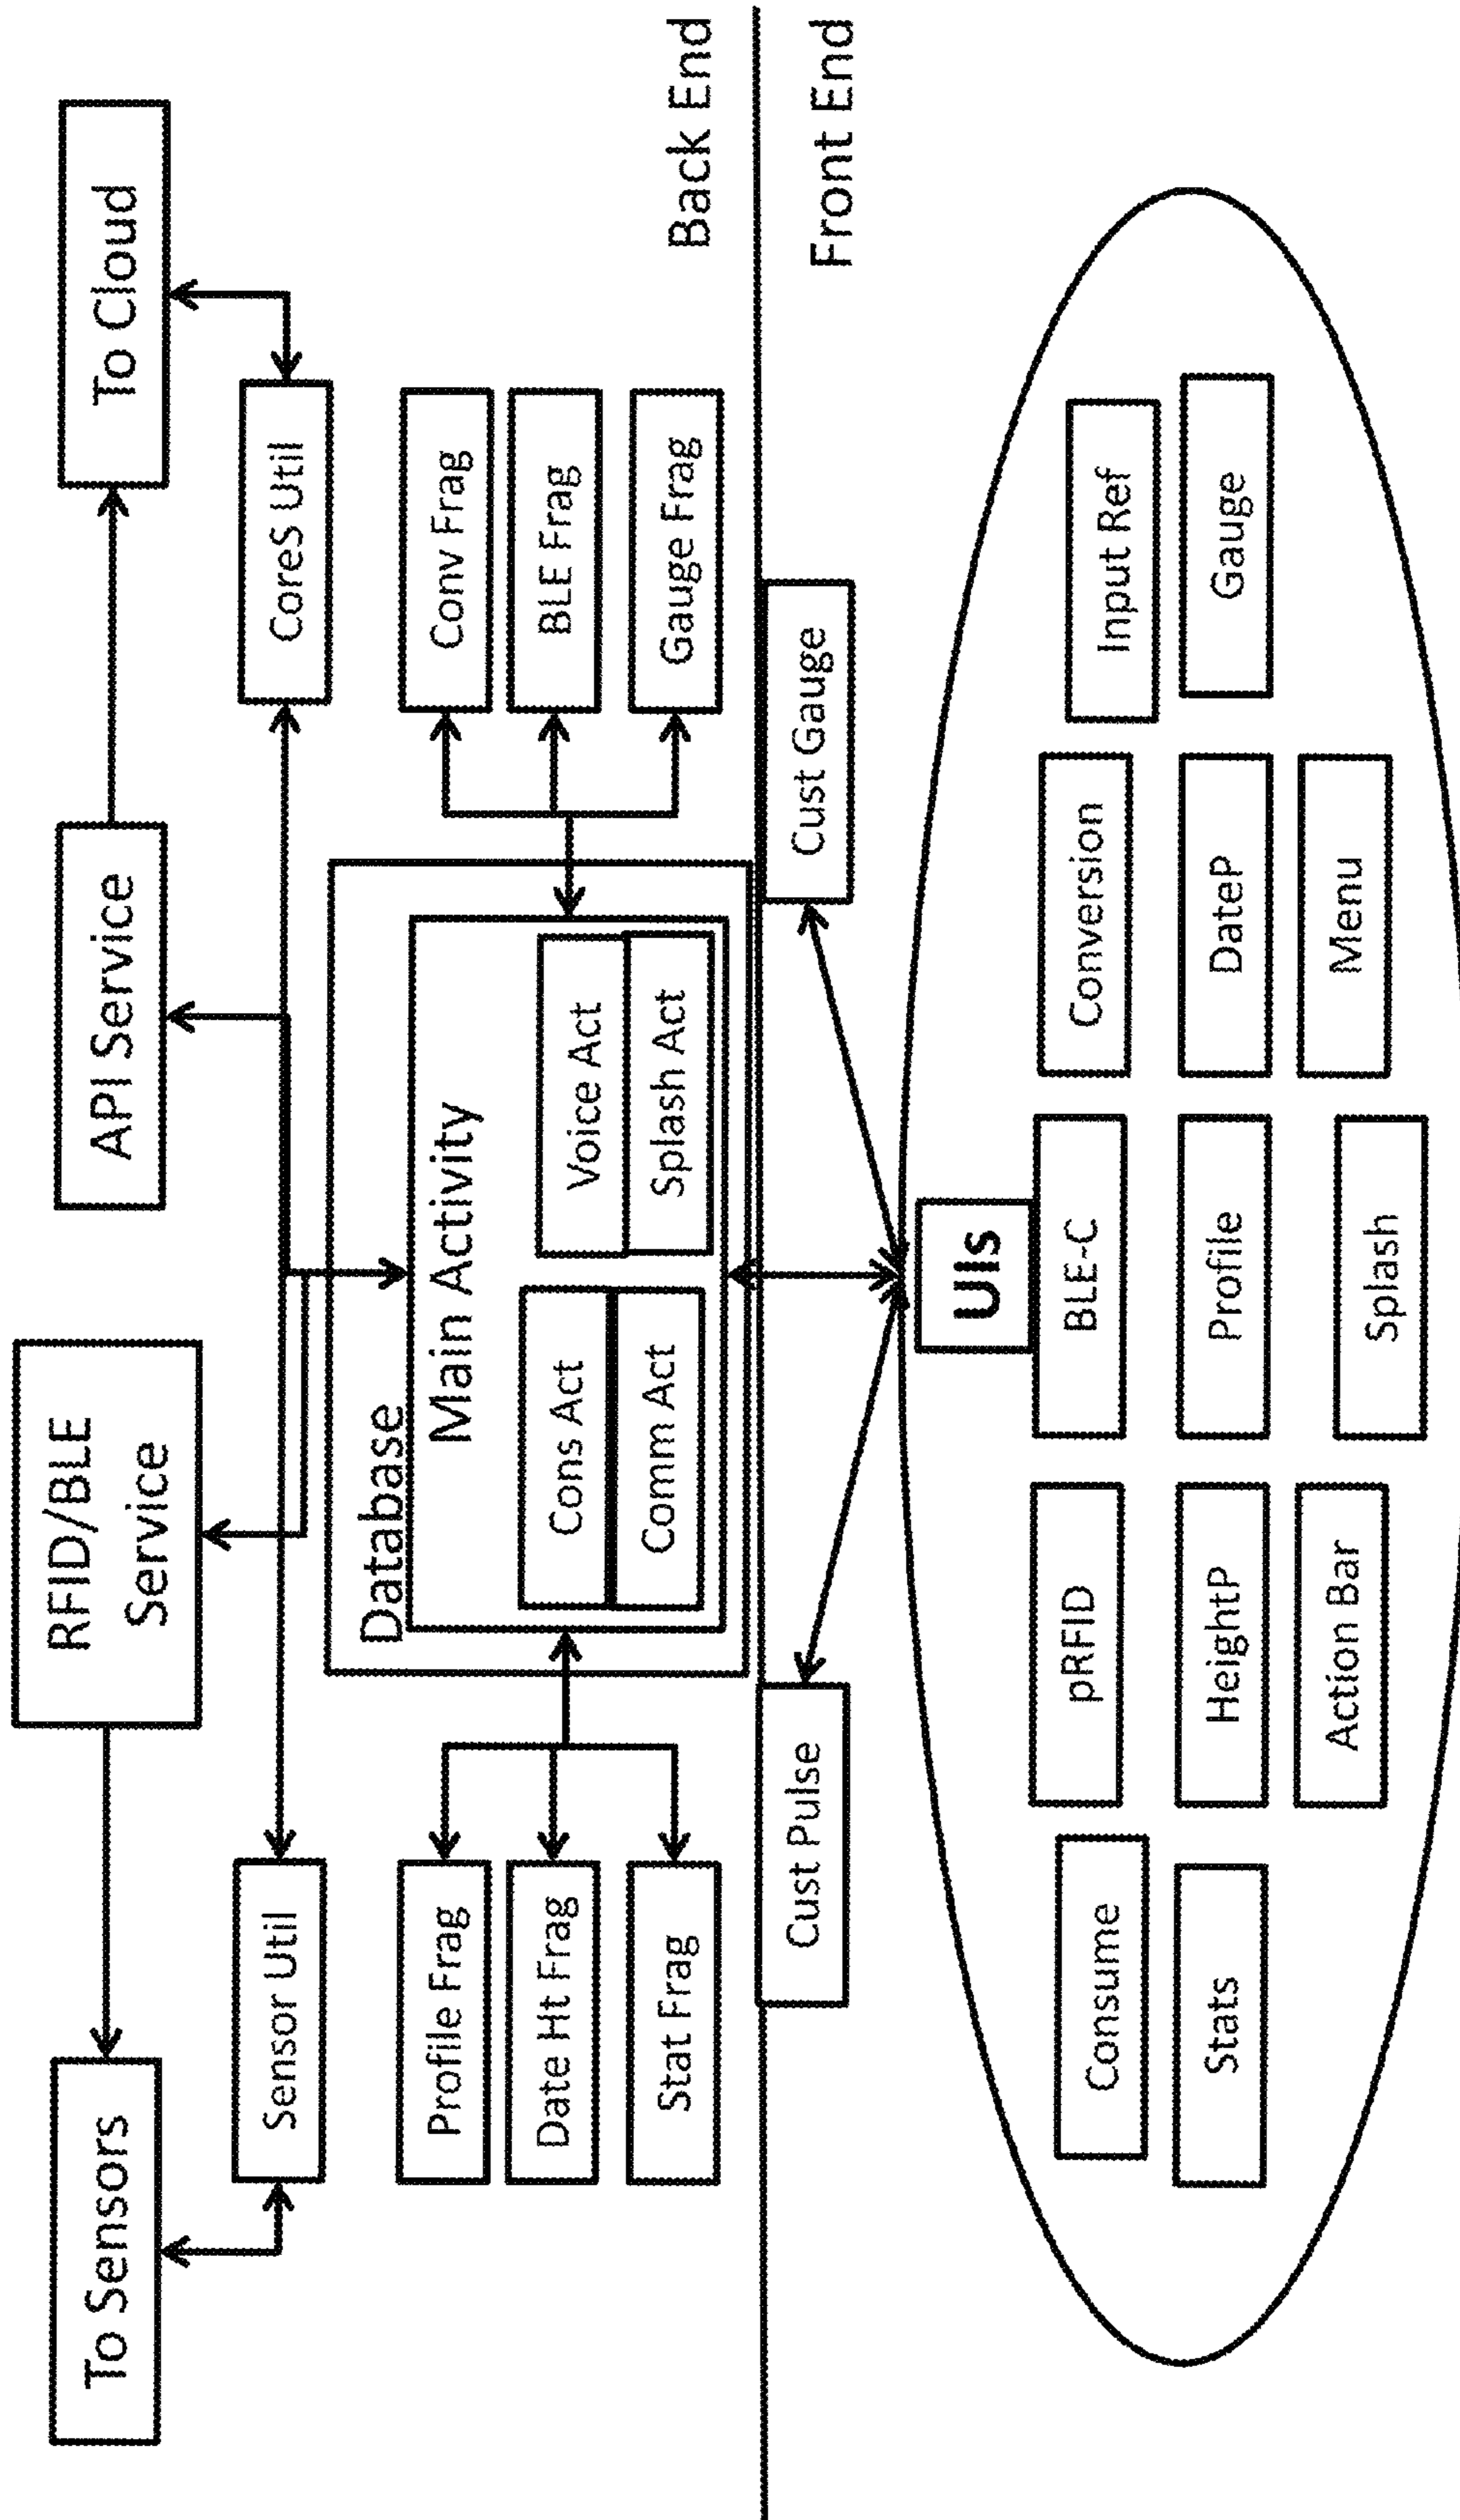 To Sensors
RFID/BLE
Service
API Service
To Cloud
Sensor Util
CoreS Util
Profile Frag
Date Ht Frag
Stat Frag
Database
Main Activity
Cons Act
Comm Act
Voice Act
Splash Act
Conv Frag
BLE Frag
Gauge Frag
Back End
Front End
Cust Pulse
Cust Gauge
UIs
Consume
pRFID
BLE-C
Conversion
Input Ref
Stats
HeightP
Profile
DateP
Gauge
Action Bar
Splash
Menu